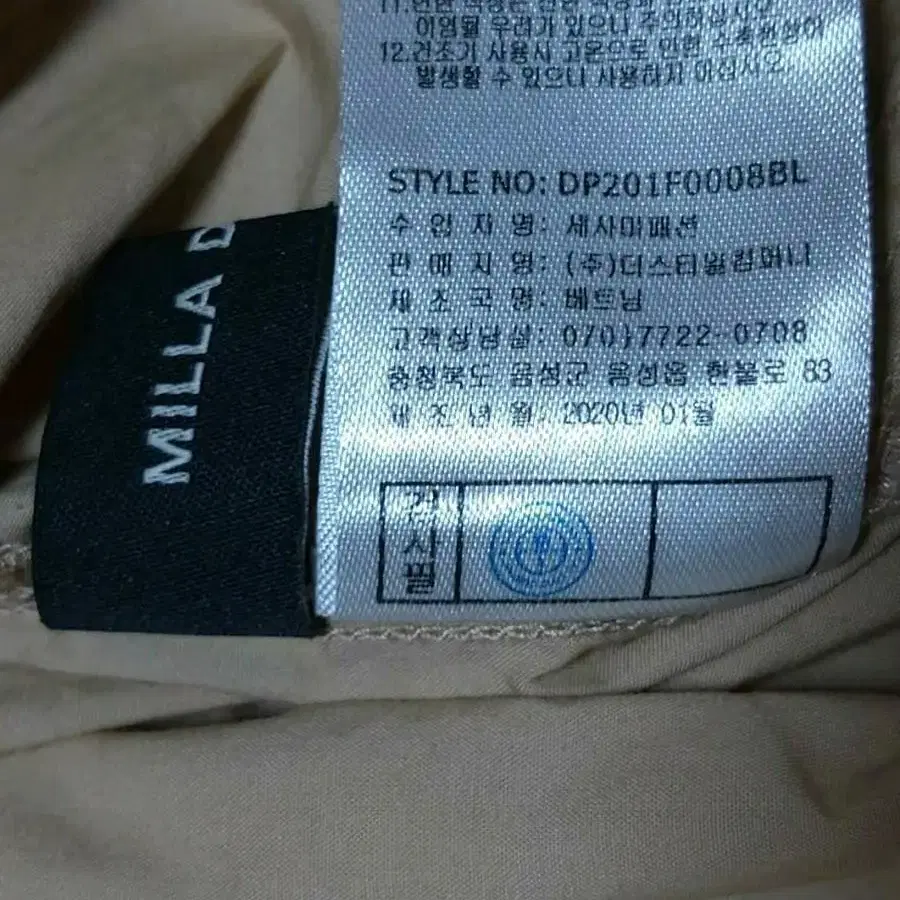 이염될 우려가 있으니 주의하십시오
12.건조기 사용시 고온으로 인한 수축현상이
발생할 수 있으니 사용하지 마십시오
STYLE NO: DP201F0008BL
수 입 자 명: 세사미패션
판 매 자 명: (주)더스타일컴퍼니
제 조 국 명: 베트남
고객상담실: 070)7722-0708
충청북도 음성군 음성읍 한불로 83
제 조 년 월: 2020년 01월
검사필
MILLA D